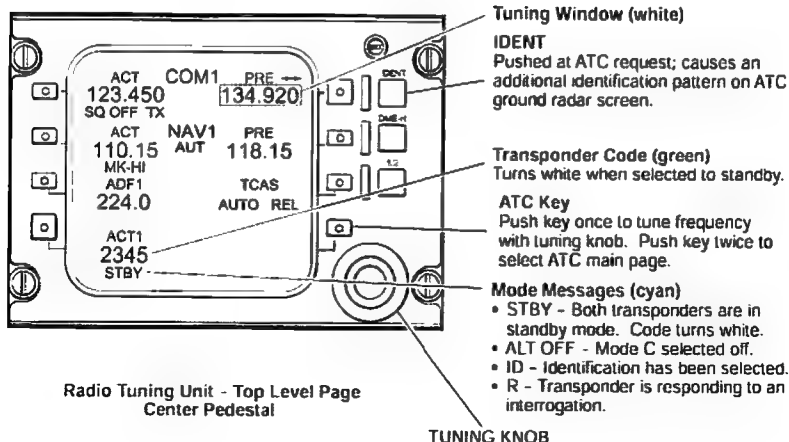 ACT COM1 PRE ↔
123.450 134.920
SQ OFF TX
ACT NAV1 PRE
110.15 AUT 118.15
MK-HI
ADF1 TCAS
224.0 AUTO REL
ACT1
2345
STBY
IDENT
DME-H
1/2
Tuning Window (white)
IDENT
Pushed at ATC request; causes an
additional identification pattern on ATC
ground radar screen.
Transponder Code (green)
Turns white when selected to standby.
ATC Key
Push key once to tune frequency
with tuning knob. Push key twice to
select ATC main page.
Mode Messages (cyan)
• STBY - Both transponders are in
standby mode. Code turns white.
• ALT OFF - Mode C selected off.
• ID - Identification has been selected.
• R - Transponder is responding to an
interrogation.
Radio Tuning Unit - Top Level Page
Center Pedestal
TUNING KNOB